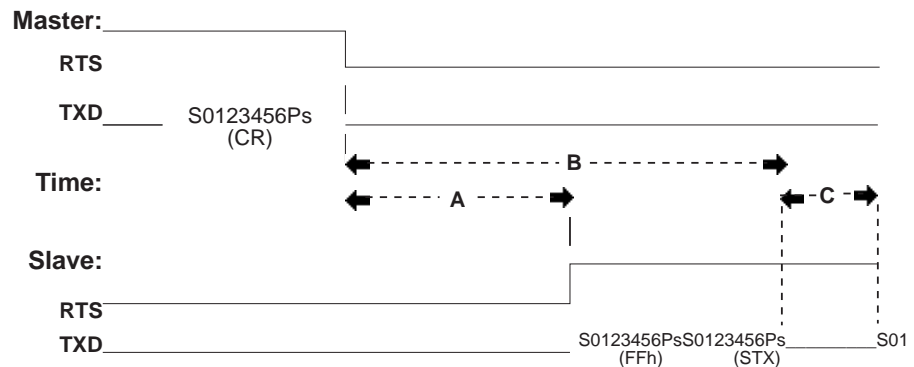 Master:
RTS
TXD S0123456Ps
(CR)
B
Time:
A C
Slave:
RTS
TXD S0123456PsS0123456Ps S01
(FFh) (STX)